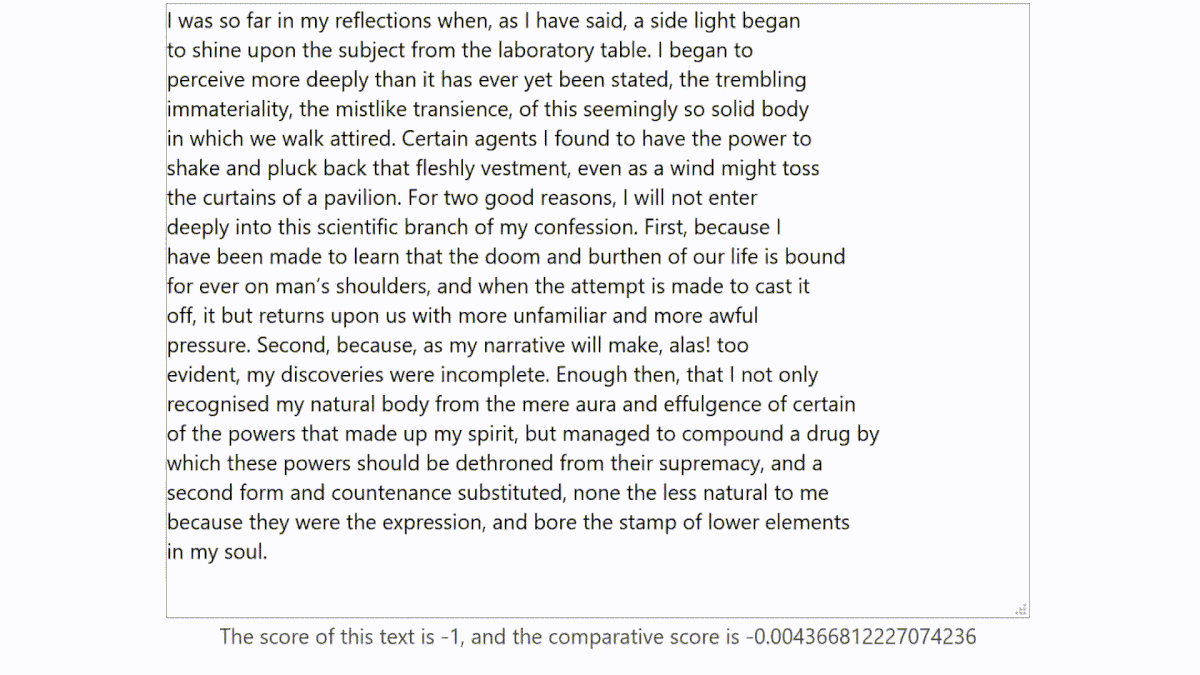 I was so far in my reflections when, as I have said, a side light began
to shine upon the subject from the laboratory table. I began to
perceive more deeply than it has ever yet been stated, the trembling
immateriality, the mistlike transience, of this seemingly so solid body
in which we walk attired. Certain agents I found to have the power to
shake and pluck back that fleshly vestment, even as a wind might toss
the curtains of a pavilion. For two good reasons, I will not enter
deeply into this scientific branch of my confession. First, because I
have been made to learn that the doom and burthen of our life is bound
for ever on man’s shoulders, and when the attempt is made to cast it
off, it but returns upon us with more unfamiliar and more awful
pressure. Second, because, as my narrative will make, alas! too
evident, my discoveries were incomplete. Enough then, that I not only
recognised my natural body from the mere aura and effulgence of certain
of the powers that made up my spirit, but managed to compound a drug by
which these powers should be dethroned from their supremacy, and a
second form and countenance substituted, none the less natural to me
because they were the expression, and bore the stamp of lower elements
in my soul.
The score of this text is -1, and the comparative score is -0.004366812227074236